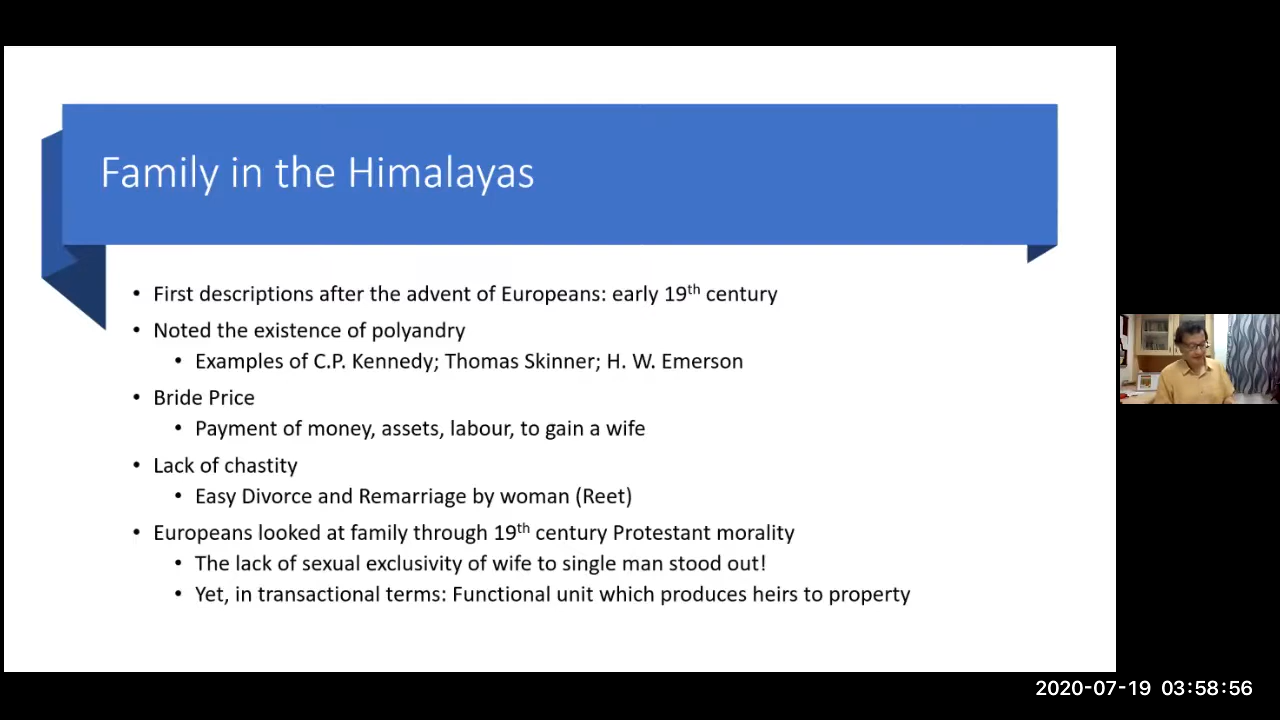 Family in the Himalayas
• First descriptions after the advent of Europeans: early 19th century
• Noted the existence of polyandry
• Examples of C.P. Kennedy; Thomas Skinner; H. W. Emerson
• Bride Price
• Payment of money, assets, labour, to gain a wife
• Lack of chastity
• Easy Divorce and Remarriage by woman (Reet)
• Europeans looked at family through 19th century Protestant morality
• The lack of sexual exclusivity of wife to single man stood out!
• Yet, in transactional terms: Functional unit which produces heirs to property
2020-07-19 03:58:56